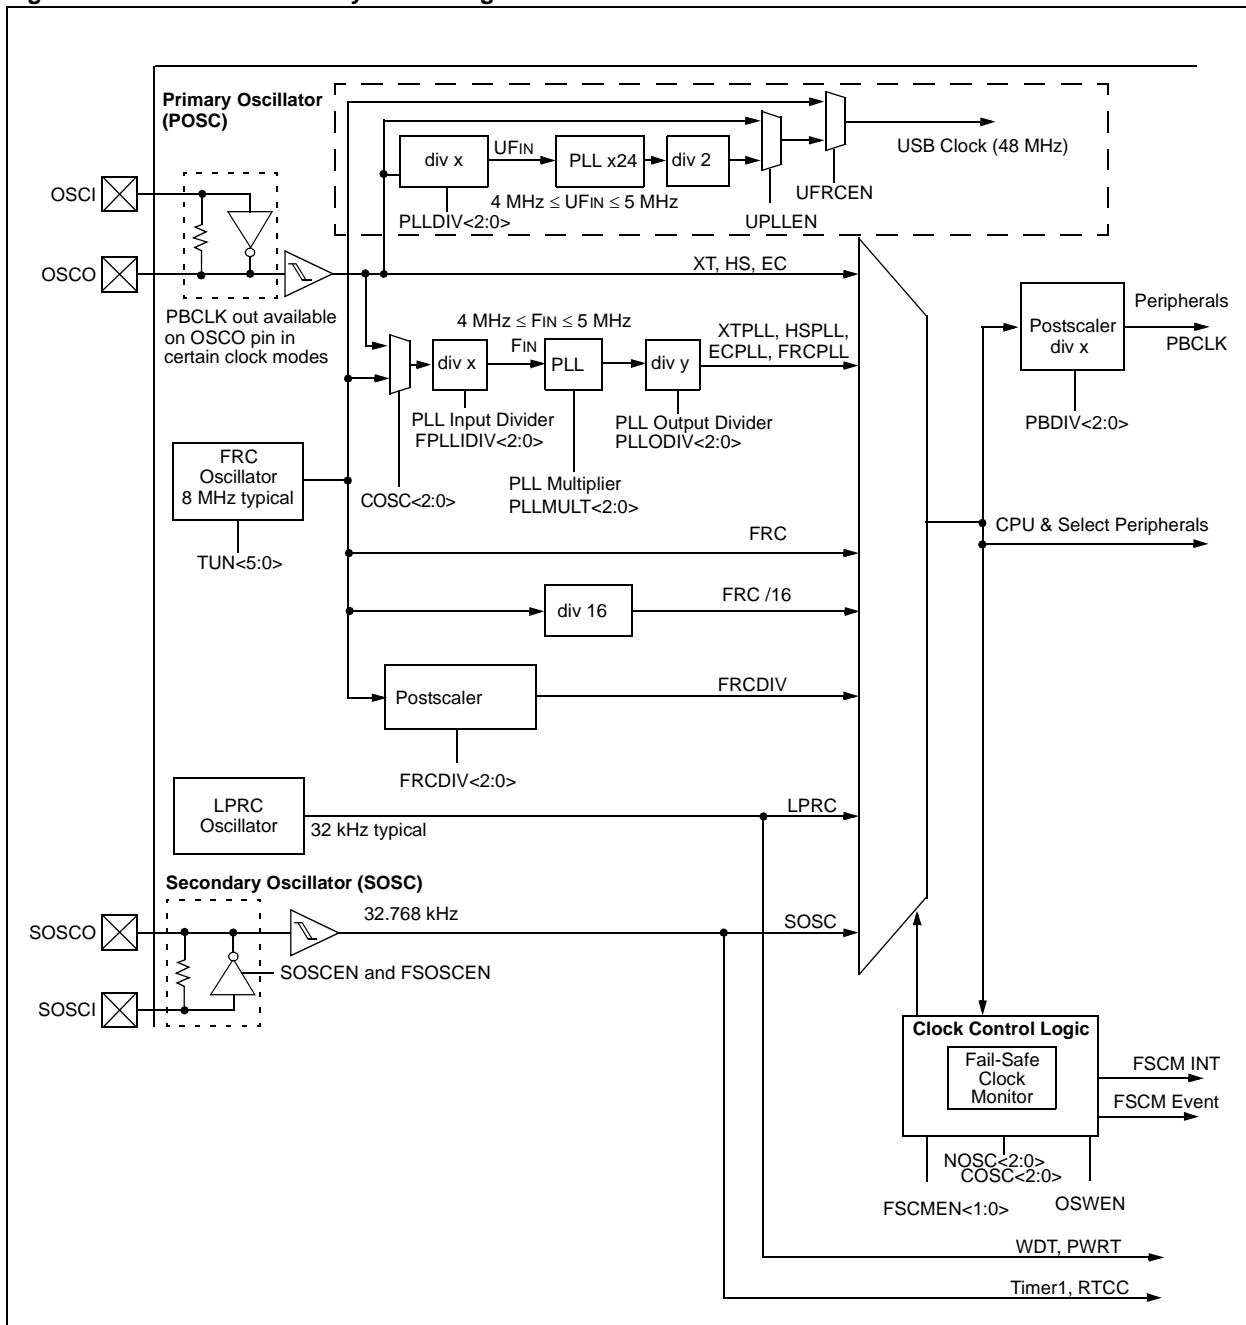 Primary Oscillator
(POSC)
div x
UFIN
PLL x24
div 2
USB Clock (48 MHz)
UFRCEN
4 MHz ≤ UFIN ≤ 5 MHz
PLLDIV<2:0>
UPLLEN
OSCI
OSCO
XT, HS, EC
PBCLK out available
on OSCO pin in
certain clock modes
4 MHz ≤ FIN ≤ 5 MHz
FIN
div x
PLL
div y
XTPLL, HSPLL,
ECPLL, FRCPLL
Postscaler
div x
Peripherals
PBCLK
PBDIV<2:0>
PLL Input Divider
FPLLIDIV<2:0>
PLL Output Divider
PLLODIV<2:0>
COSC<2:0>
PLL Multiplier
PLLMULT<2:0>
FRC
Oscillator
8 MHz typical
TUN<5:0>
CPU & Select Peripherals
FRC
div 16
FRC /16
Postscaler
FRCDIV
FRCDIV<2:0>
LPRC
Oscillator
32 kHz typical
LPRC
Secondary Oscillator (SOSC)
SOSCO
32.768 kHz
SOSC
SOSCEN and FSOSCEN
SOSCI
Clock Control Logic
Fail-Safe
Clock
Monitor
FSCM INT
FSCM Event
NOSC<2:0>
COSC<2:0>
FSCMEN<1:0>
OSWEN
WDT, PWRT
Timer1, RTCC